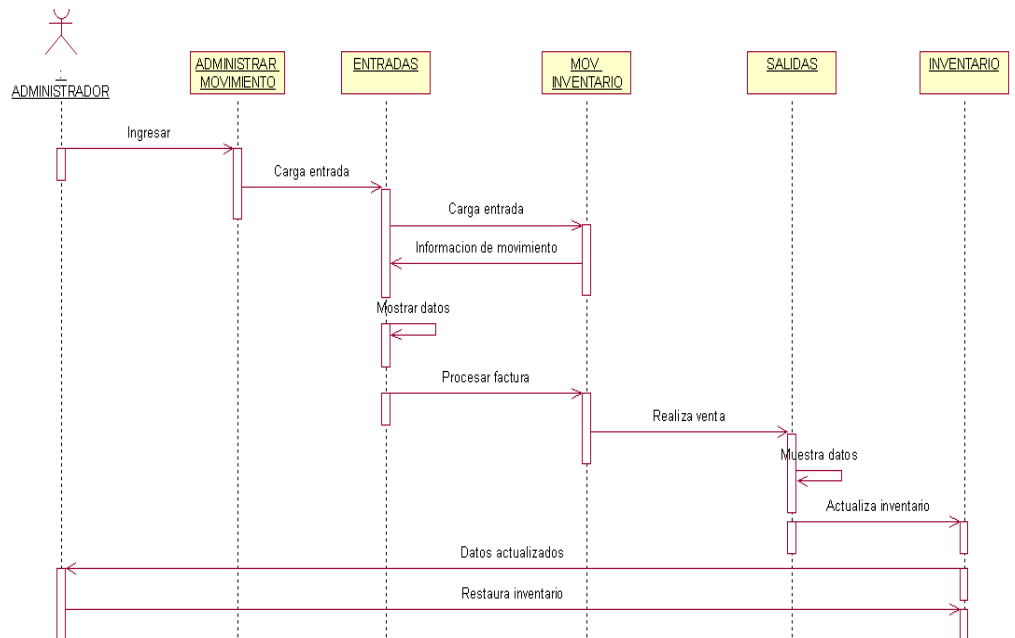 :
ADMINISTRADOR
ADMINISTRAR
MOVIMIENTO
ENTRADAS
MOV
INVENTARIO
SALIDAS
INVENTARIO
Ingresar
Carga entrada
Carga entrada
Informacion de movimiento
Mostrar datos
Procesar factura
Realiza venta
Muestra datos
Actualiza inventario
Datos actualizados
Restaura inventario